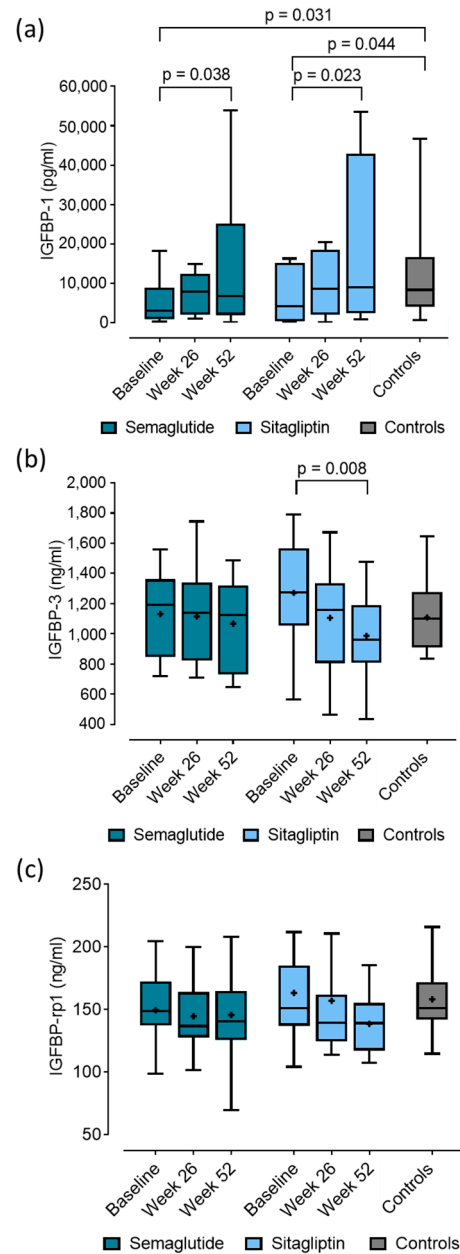 (a)
p = 0.031
p = 0.044
p = 0.038
p = 0.023
IGFBP-1 (pg/ml)
60,000
50,000
40,000
30,000
20,000
10,000
0
Baseline
Week 26
Week 52
Baseline
Week 26
Week 52
Controls
Semaglutide
Sitagliptin
Controls
(b)
p = 0.008
IGFBP-3 (ng/ml)
2,000
1,800
1,600
1,400
1,200
1,000
800
600
400
Baseline
Week 26
Week 52
Baseline
Week 26
Week 52
Controls
Semaglutide
Sitagliptin
Controls
(c)
IGFBP-rp1 (ng/ml)
250
200
150
100
50
Baseline
Week 26
Week 52
Baseline
Week 26
Week 52
Controls
Semaglutide
Sitagliptin
Controls